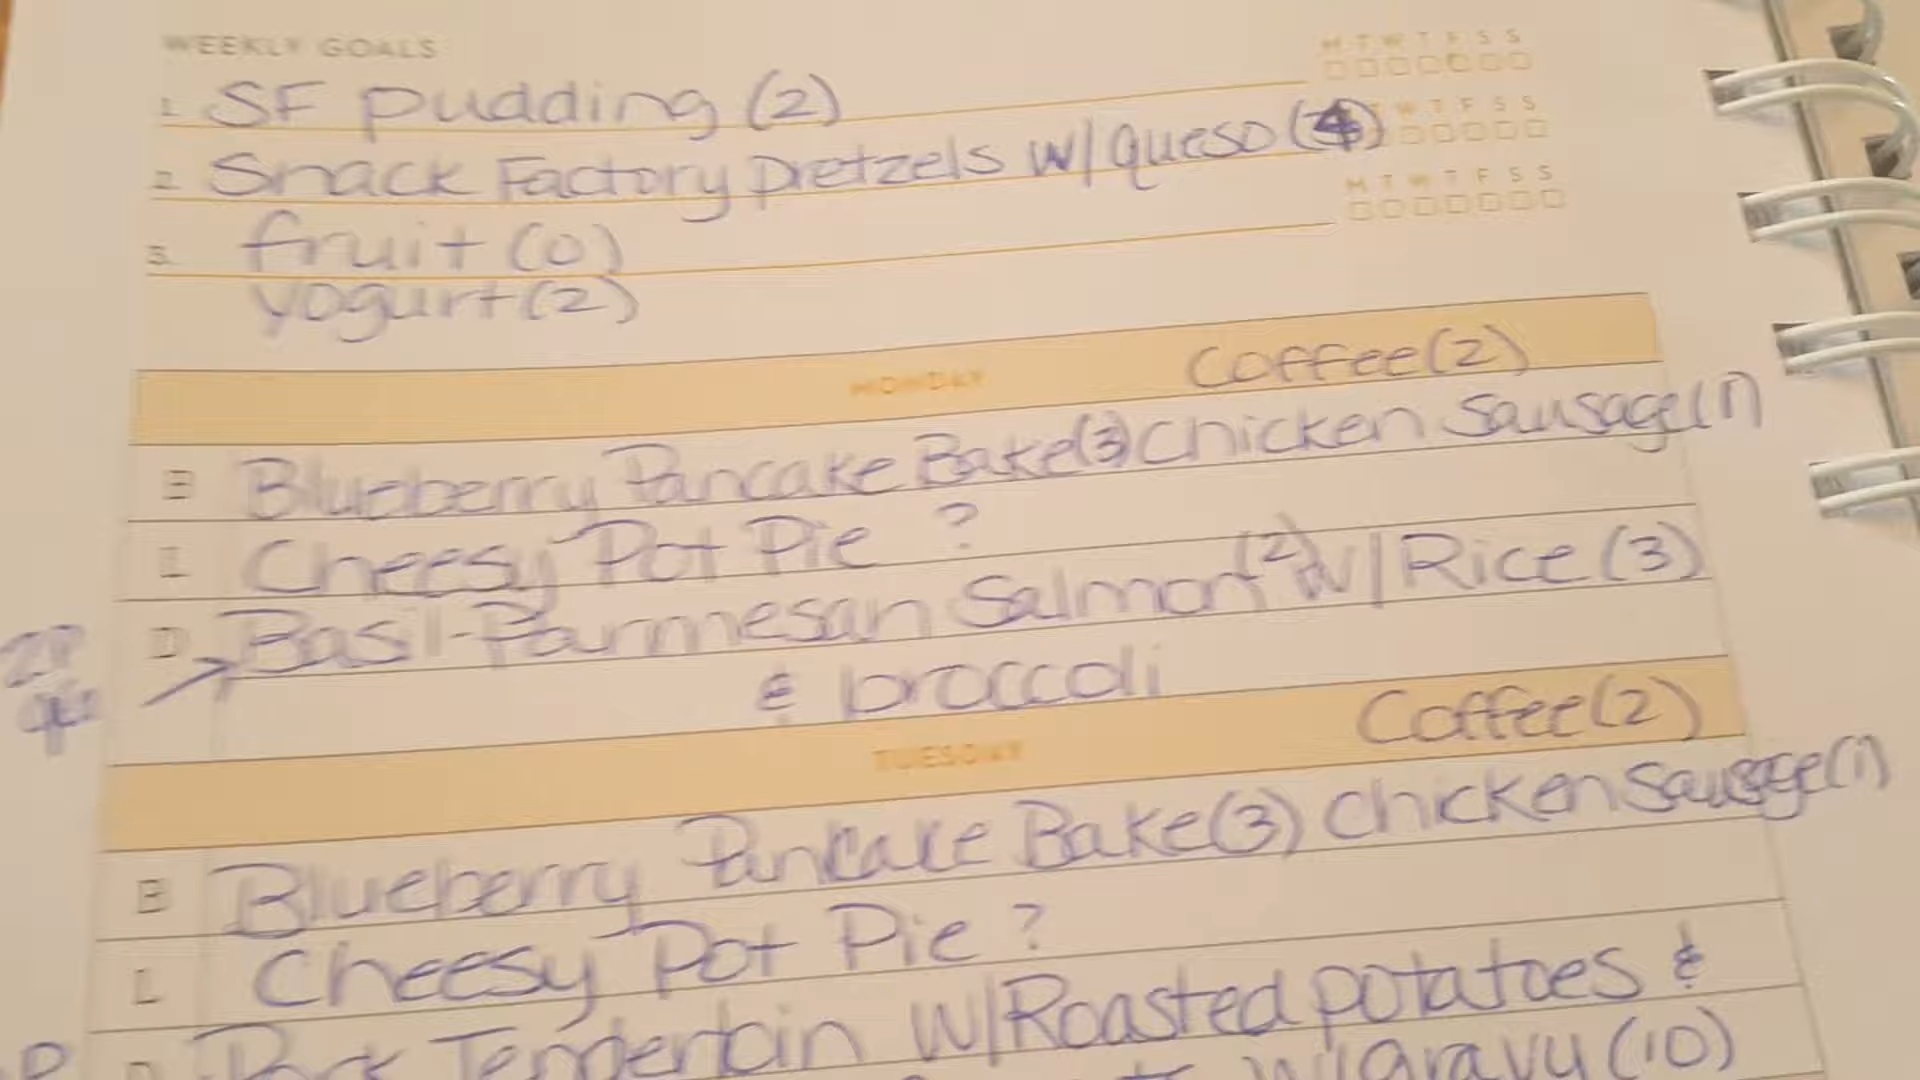 WEEKLY GOALS
M T W T F S S
1. SF pudding (2)
2. Snack Factory Pretzels w/ queso (4) T W T F S S
M T W T F S S
3. fruit (0)
yogurt (2)
MONDAY Coffee (2)
B Blueberry Pancake Bake (3) Chicken Sausage (1)
L Cheesy Pot Pie ?
D Basil-Parmesan Salmon (2) w/ Rice (3)
& broccoli
TUESDAY Coffee (2)
B Blueberry Pancake Bake (3) Chicken Sausage (1)
L Cheesy Pot Pie ?
D Pork Tenderloin w/ Roasted potatoes &
w/ gravy (10)